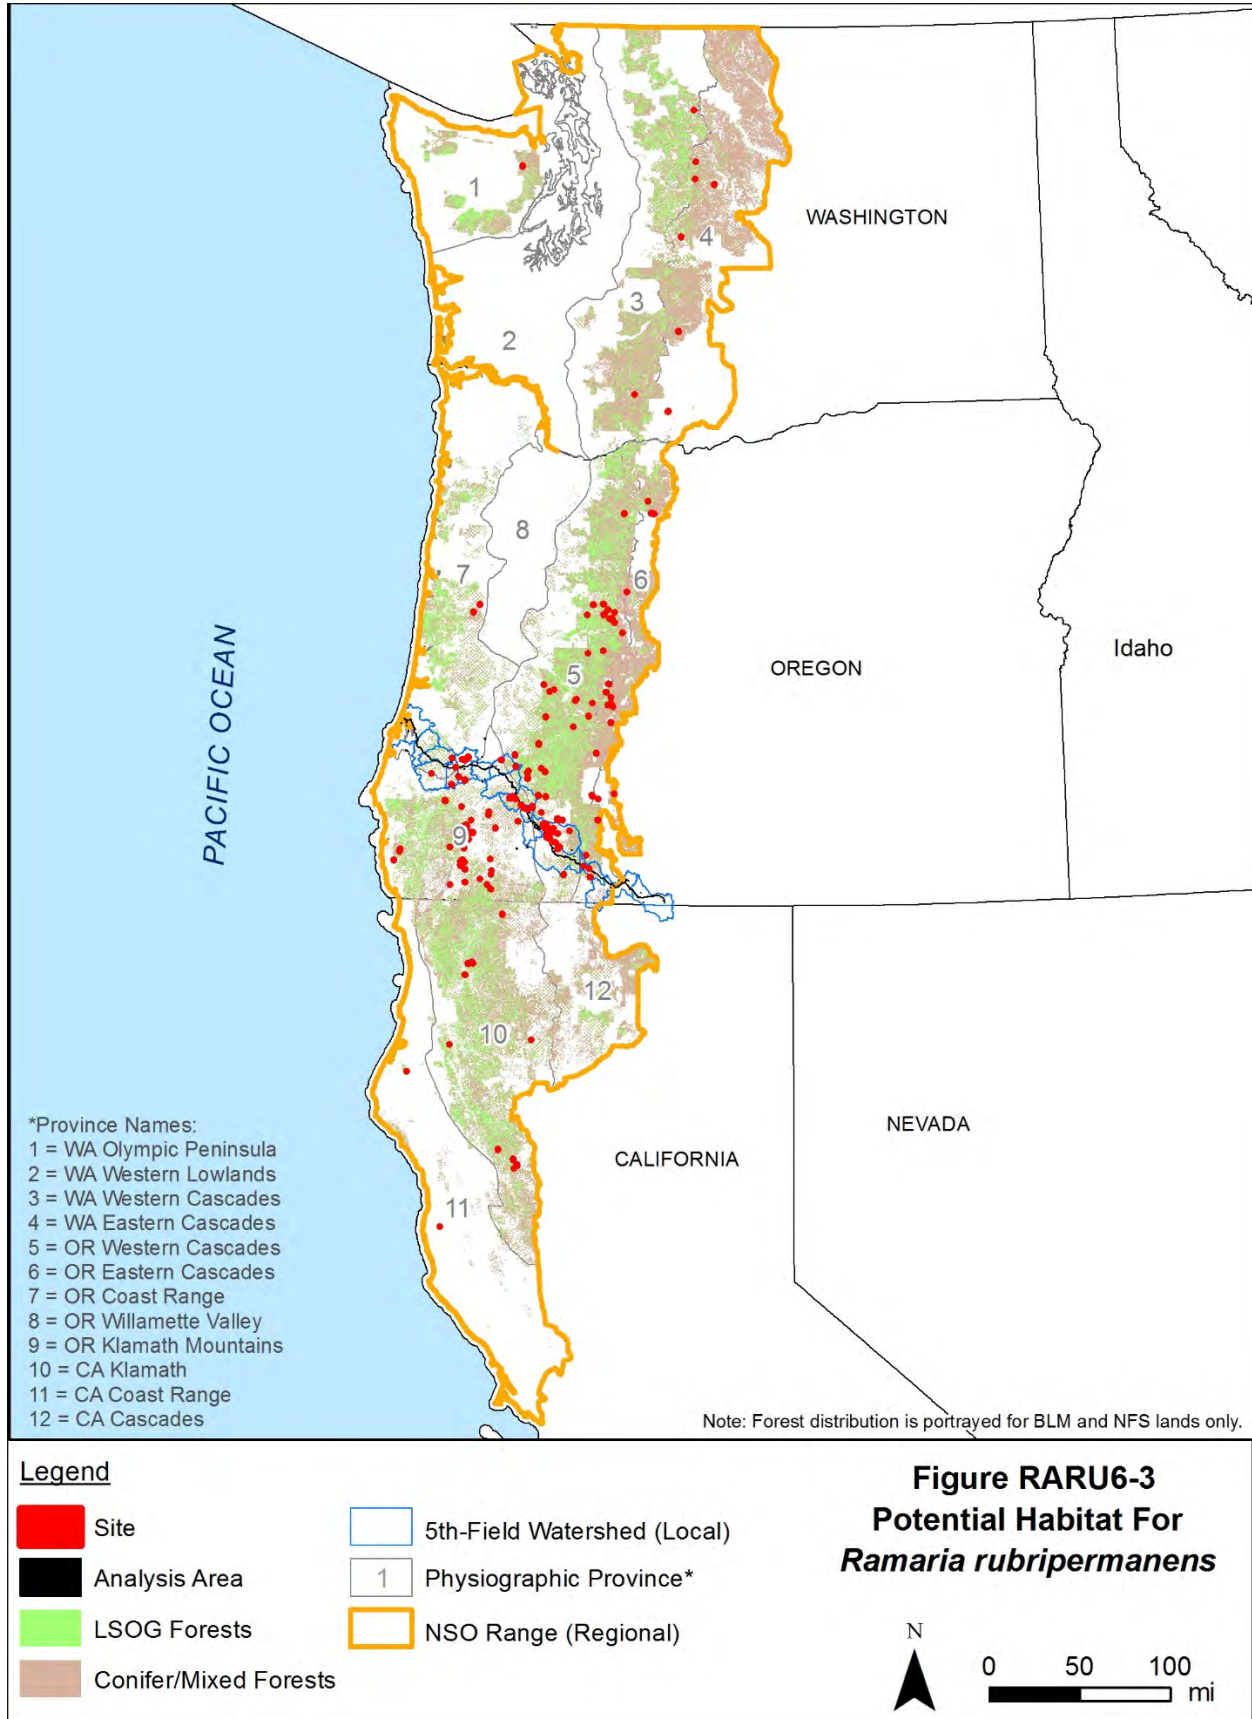 WASHINGTON
1
4
3
2
8
7
6
5
OREGON
Idaho
PACIFIC OCEAN
9
12
10
NEVADA
CALIFORNIA
11
*Province Names:
1 = WA Olympic Peninsula
2 = WA Western Lowlands
3 = WA Western Cascades
4 = WA Eastern Cascades
5 = OR Western Cascades
6 = OR Eastern Cascades
7 = OR Coast Range
8 = OR Willamette Valley
9 = OR Klamath Mountains
10 = CA Klamath
11 = CA Coast Range
12 = CA Cascades
Note: Forest distribution is portrayed for BLM and NFS lands only.
Legend
Site
Analysis Area
LSOG Forests
Conifer/Mixed Forests
5th-Field Watershed (Local)
1 Physiographic Province*
NSO Range (Regional)
Figure RARU6-3
Potential Habitat For
Ramaria rubripermanens
N
0 50 100
mi